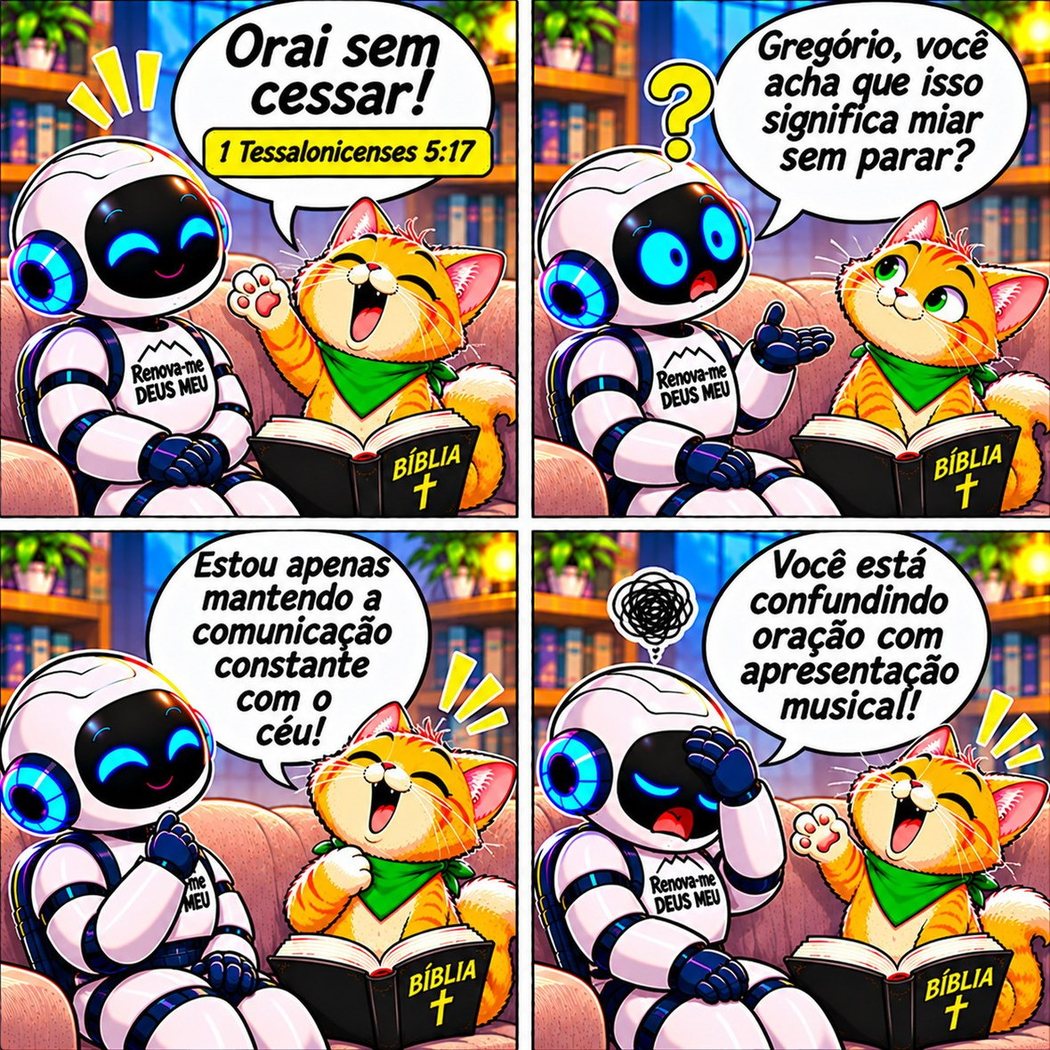 Orai sem
cessar!
1 Tessalonicenses 5:17
Renova-me
DEUS MEU
BÍBLIA
Gregório, você
acha que isso
significa miar
sem parar?
Renova-me
DEUS MEU
BÍBLIA
Estou apenas
mantendo a
comunicação
constante
com o
céu!
-me
MEU
BÍBLIA
Você está
confundindo
oração com
apresentação
musical!
Renova-me
DEUS MEU
BÍBLIA